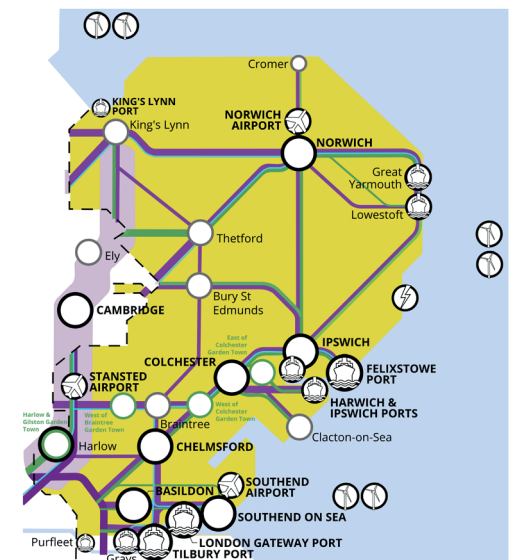 Cromer
KING'S LYNN
PORT
King's Lynn
NORWICH
AIRPORT
NORWICH
Great
Yarmouth
Lowestoft
Thetford
Ely
Bury St
Edmunds
CAMBRIDGE
East of
Colchester
Garden Town
IPSWICH
COLCHESTER
FELIXSTOWE
PORT
STANSTED
AIRPORT
HARWICH &
IPSWICH PORTS
Harlow &
Gilston Garden
Town
West of
Braintree
Garden Town
Braintree
West of
Colchester
Garden Town
Clacton-on-Sea
Harlow
CHELMSFORD
SOUTHEND
AIRPORT
BASILDON
SOUTHEND ON SEA
Purfleet
LONDON GATEWAY PORT
TILBURY PORT
Grays